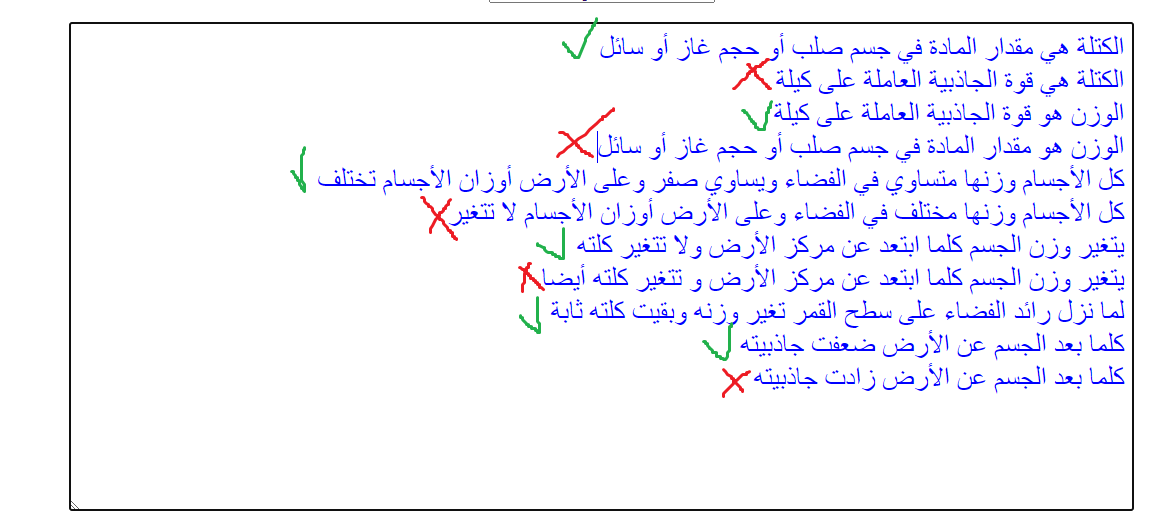 الكتلة هي مقدار المادة في جسم صلب أو حجم غاز أو سائل
الكتلة هي قوة الجاذبية العاملة على كيلة
الوزن هو قوة الجاذبية العاملة على كيلة
الوزن هو مقدار المادة في جسم صلب أو حجم غاز أو سائل
كل الأجسام وزنها متساوي في الفضاء ويساوي صفر وعلى الأرض أوزان الأجسام تختلف
كل الأجسام وزنها مختلف في الفضاء وعلى الأرض أوزان الأجسام لا تتغير
يتغير وزن الجسم كلما ابتعد عن مركز الأرض ولا تتغير كلته
يتغير وزن الجسم كلما ابتعد عن مركز الأرض و تتغير كلته أيضا
لما نزل رائد الفضاء على سطح القمر تغير وزنه وبقيت كلته ثابة
كلما بعد الجسم عن الأرض ضعفت جاذبيته
كلما بعد الجسم عن الأرض زادت جاذبيته